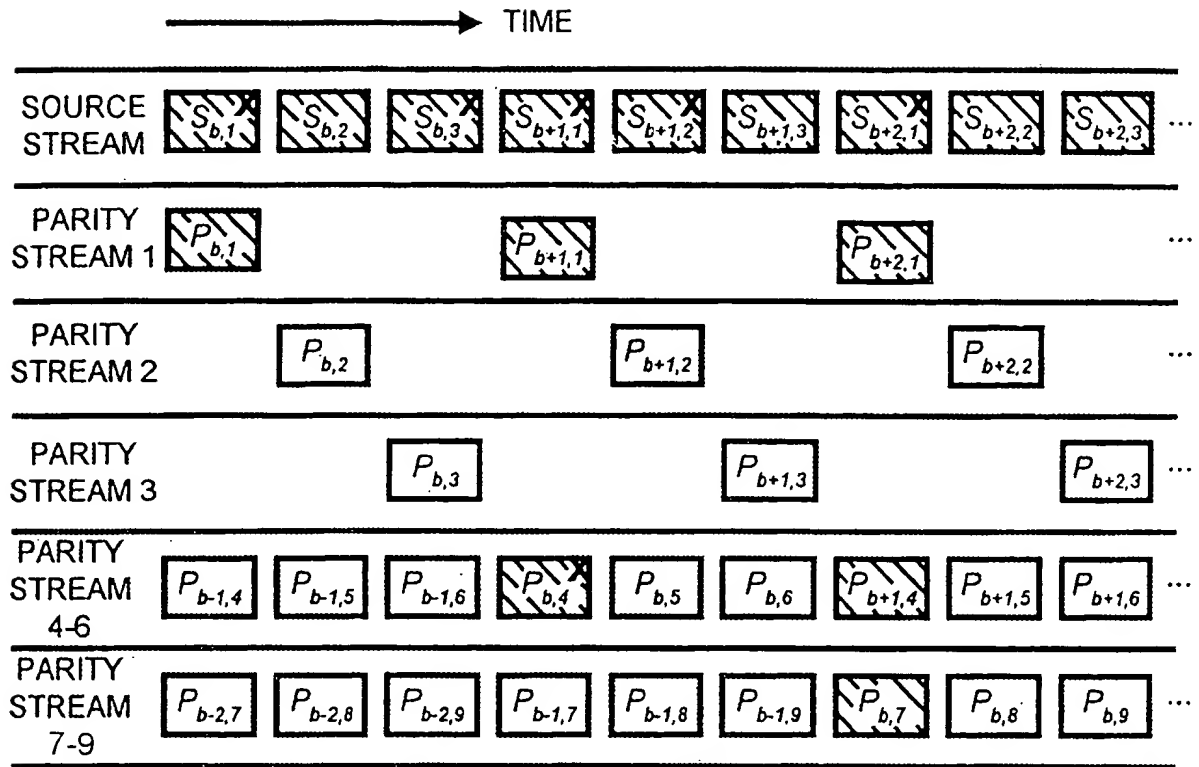 TIME
SOURCE STREAM S_b,1 S_b,2 S_b,3 S_b+1,1 S_b+1,2 S_b+1,3 S_b+2,1 S_b+2,2 S_b+2,3 ...
PARITY STREAM 1 P_b,1 P_b+1,1 P_b+2,1 ...
PARITY STREAM 2 P_b,2 P_b+1,2 P_b+2,2 ...
PARITY STREAM 3 P_b,3 P_b+1,3 P_b+2,3 ...
PARITY STREAM 4-6 P_b-1,4 P_b-1,5 P_b-1,6 P_b,4 P_b,5 P_b,6 P_b+1,4 P_b+1,5 P_b+1,6 ...
PARITY STREAM 7-9 P_b-2,7 P_b-2,8 P_b-2,9 P_b-1,7 P_b-1,8 P_b-1,9 P_b,7 P_b,8 P_b,9 ...